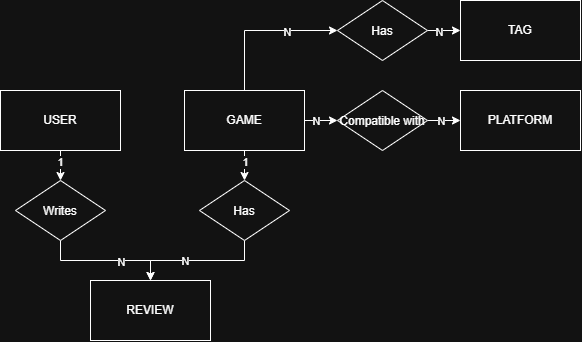 N
Has
N
TAG
USER
GAME
N
Compatible with
N
PLATFORM
1
1
Writes
Has
N
N
REVIEW